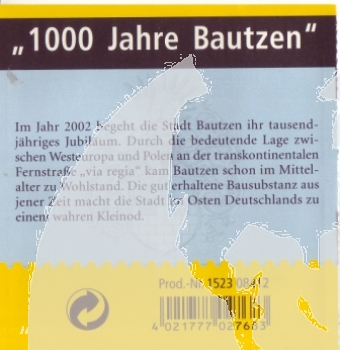 „1000 Jahre Bautzen“
Im Jahr 2002 begeht die Stadt Bautzen ihr tausend-
jähriges Jubiläum. Durch die bedeutende Lage zwi-
schen Westeuropa und Polen an der transkontinentalen
Fernstraße „via regia“ kam Bautzen schon im Mittel-
alter zu Wohlstand. Die gut erhaltene Bausubstanz aus
jener Zeit macht die Stadt im Osten Deutschlands zu
einem wahren Kleinod.
Prod.-Nr. 1523 08412
4 021777 027683